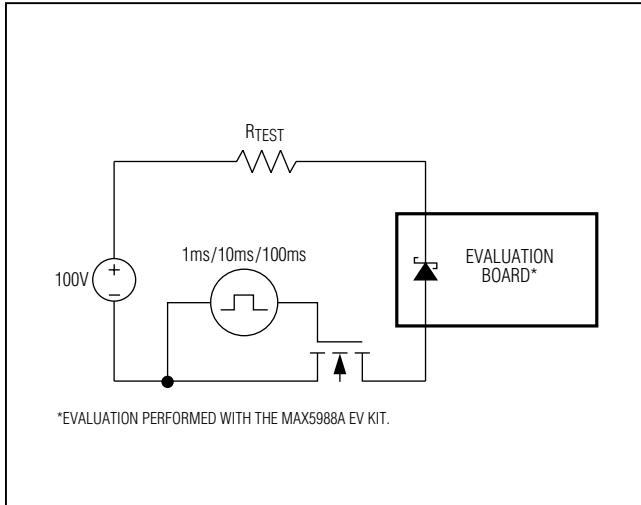 RTEST
1ms/10ms/100ms
100V
+
−
EVALUATION
BOARD*
*EVALUATION PERFORMED WITH THE MAX5988A EV KIT.